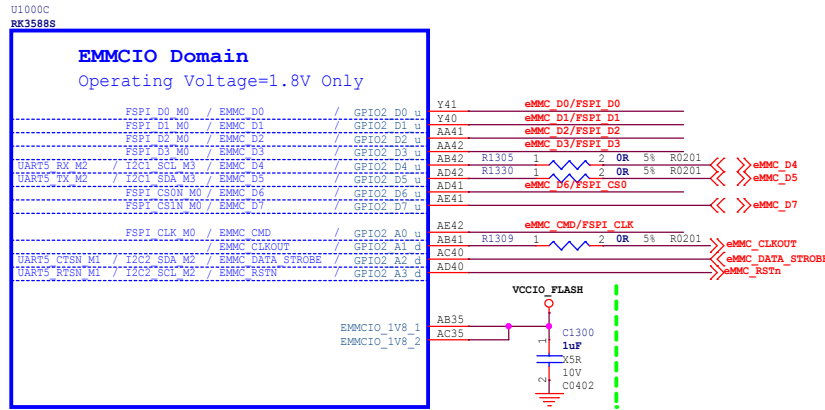 U1000C
RK3588S
EMMCIO Domain
Operating Voltage=1.8V Only
FSPI_D0_M0 / EMMC_D0 / GPIO2_D0_u Y41 eMMC_D0/FSPI_D0
FSPI_D1_M0 / EMMC_D1 / GPIO2_D1_u Y40 eMMC_D1/FSPI_D1
FSPI_D2_M0 / EMMC_D2 / GPIO2_D2_u AA41 eMMC_D2/FSPI_D2
FSPI_D3_M0 / EMMC_D3 / GPIO2_D3_u AA42 eMMC_D3/FSPI_D3
UART5_RX_M2 / I2C1_SCL_M3 / EMMC_D4 / GPIO2_D4_u AB42 R1305 1 2 0R 5% R0201 eMMC_D4
UART5_TX_M2 / I2C1_SDA_M3 / EMMC_D5 / GPIO2_D5_u AD42 R1330 1 2 0R 5% R0201 eMMC_D5
FSPI_CS0N_M0 / EMMC_D6 / GPIO2_D6_u AD41 eMMC_D6/FSPI_CS0
FSPI_CS1N_M0 / EMMC_D7 / GPIO2_D7_u AE41 eMMC_D7
FSPI_CLK_M0 / EMMC_CMD / GPIO2_A0_u AE42 eMMC_CMD/FSPI_CLK
/ EMMC_CLKOUT / GPIO2_A1_d AB41 R1309 1 2 0R 5% R0201 eMMC_CLKOUT
UART5_CTSN_M1 / I2C2_SDA_M2 / EMMC_DATA_STROBE / GPIO2_A2_d AC40 eMMC_DATA_STROBE
UART5_RTSN_M1 / I2C2_SCL_M2 / EMMC_RSTN / GPIO2_A3_d AD40 eMMC_RSTn
VCCIO_FLASH
EMMCIO_1V8_1 AB35
EMMCIO_1V8_2 AC35
1 C1300
1uF
X5R
10V
2 C0402